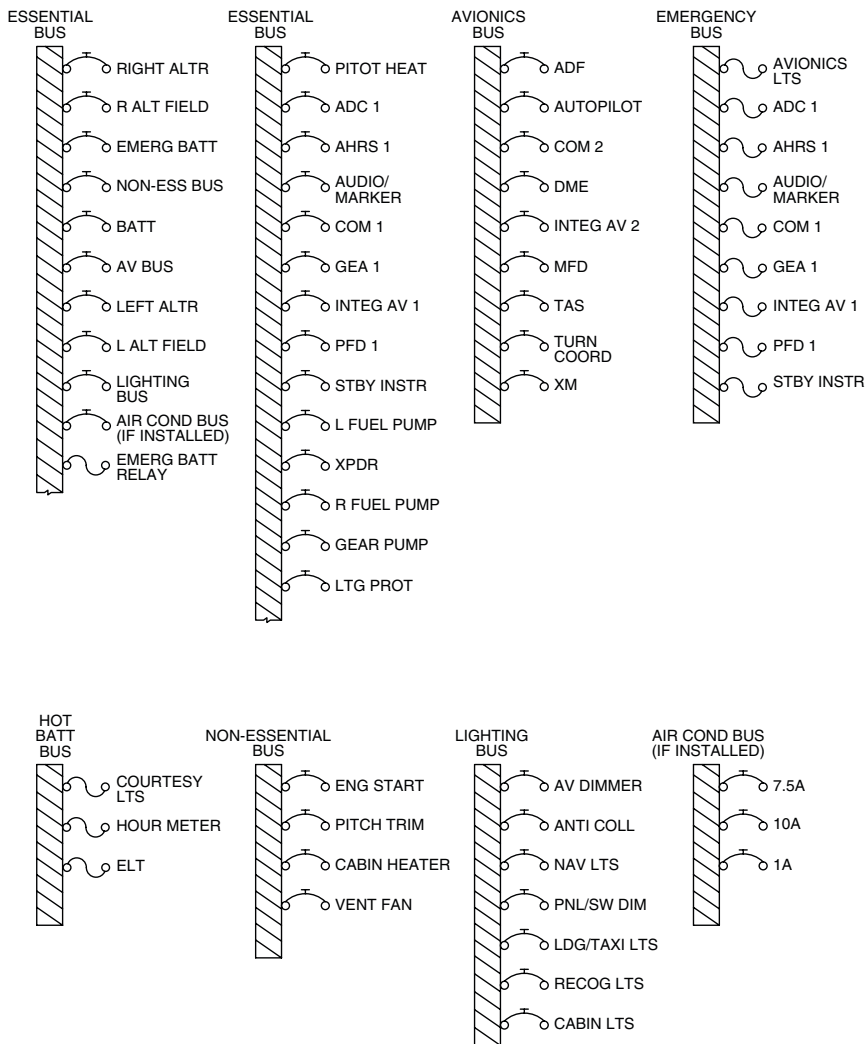 ESSENTIAL
BUS
RIGHT ALTR
R ALT FIELD
EMERG BATT
NON-ESS BUS
BATT
AV BUS
LEFT ALTR
L ALT FIELD
LIGHTING
BUS
AIR COND BUS
(IF INSTALLED)
EMERG BATT
RELAY
ESSENTIAL
BUS
PITOT HEAT
ADC 1
AHRS 1
AUDIO/
MARKER
COM 1
GEA 1
INTEG AV 1
PFD 1
STBY INSTR
L FUEL PUMP
XPDR
R FUEL PUMP
GEAR PUMP
LTG PROT
AVIONICS
BUS
ADF
AUTOPILOT
COM 2
DME
INTEG AV 2
MFD
TAS
TURN
COORD
XM
EMERGENCY
BUS
AVIONICS
LTS
ADC 1
AHRS 1
AUDIO/
MARKER
COM 1
GEA 1
INTEG AV 1
PFD 1
STBY INSTR
HOT
BATT
BUS
COURTESY
LTS
HOUR METER
ELT
NON-ESSENTIAL
BUS
ENG START
PITCH TRIM
CABIN HEATER
VENT FAN
LIGHTING
BUS
AV DIMMER
ANTI COLL
NAV LTS
PNL/SW DIM
LDG/TAXI LTS
RECOG LTS
CABIN LTS
AIR COND BUS
(IF INSTALLED)
7.5A
10A
1A